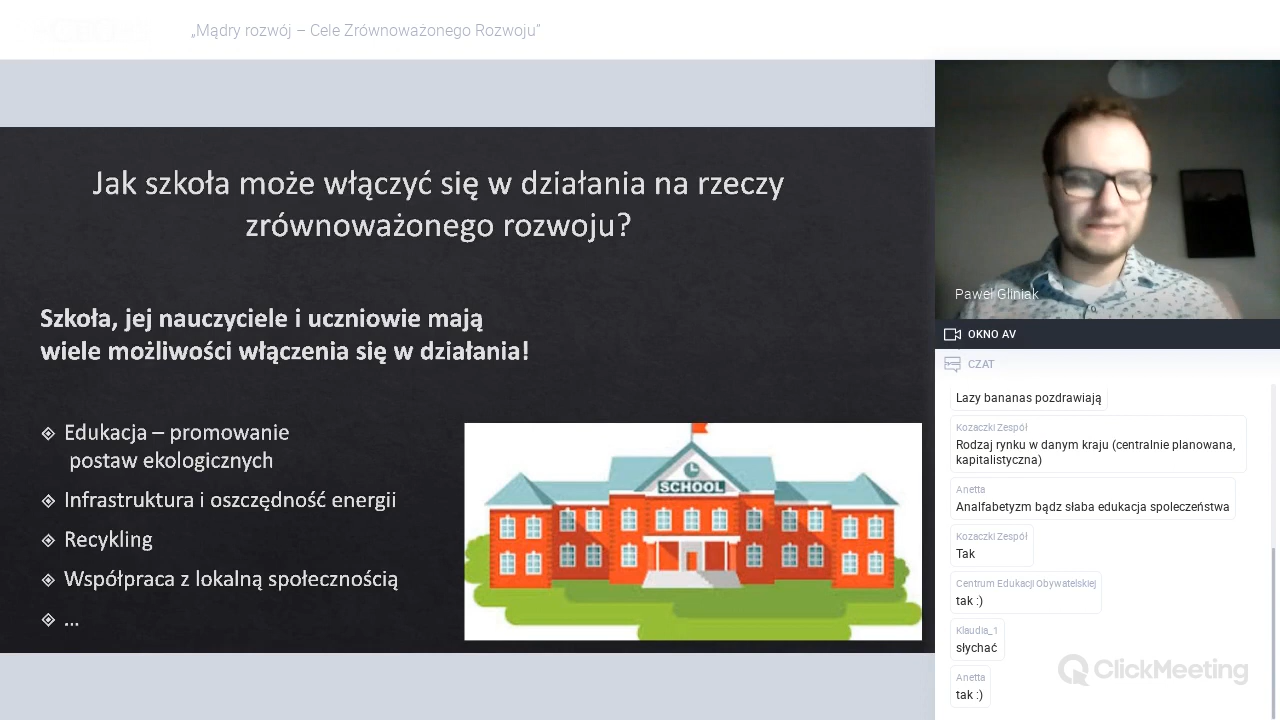 „Mądry rozwój – Cele Zrównoważonego Rozwoju”
Jak szkoła może włączyć się w działania na rzeczy
zrównoważonego rozwoju?
Szkoła, jej nauczyciele i uczniowie mają
wiele możliwości włączenia się w działania!
Edukacja – promowanie
postaw ekologicznych
Infrastruktura i oszczędność energii
Recykling
Współpraca z lokalną społecznością
...
SCHOOL
Paweł Gliniak
OKNO AV
CZAT
Lazy bananas pozdrawiają
Kozaczki Zespół
Rodzaj rynku w danym kraju (centralnie planowana,
kapitalistyczna)
Anetta
Analfabetyzm bądz słaba edukacja spoleczeństwa
Kozaczki Zespół
Tak
Centrum Edukacji Obywatelskiej
tak :)
Klaudia_1
słychać
Anetta
tak :)
ClickMeeting